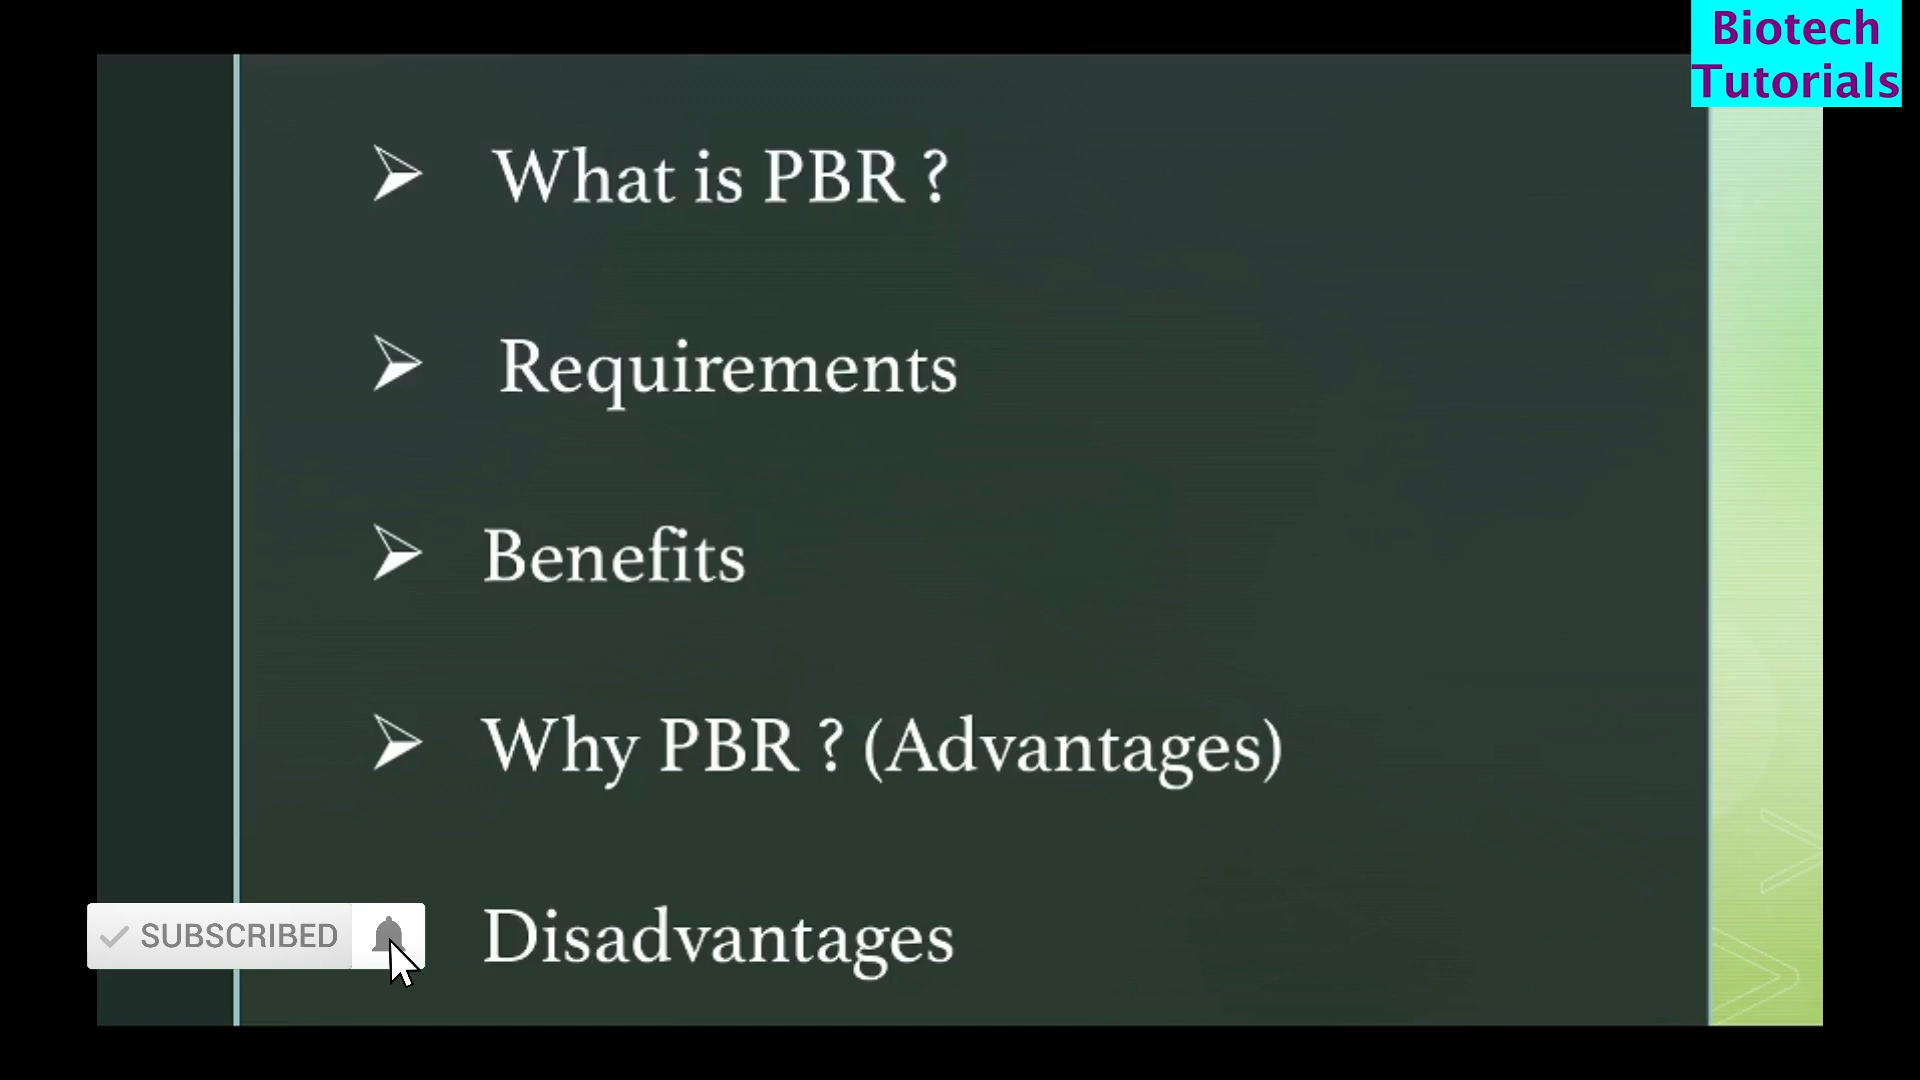 Biotech
Tutorials
What is PBR ?
Requirements
Benefits
Why PBR ? (Advantages)
Disadvantages
SUBSCRIBED